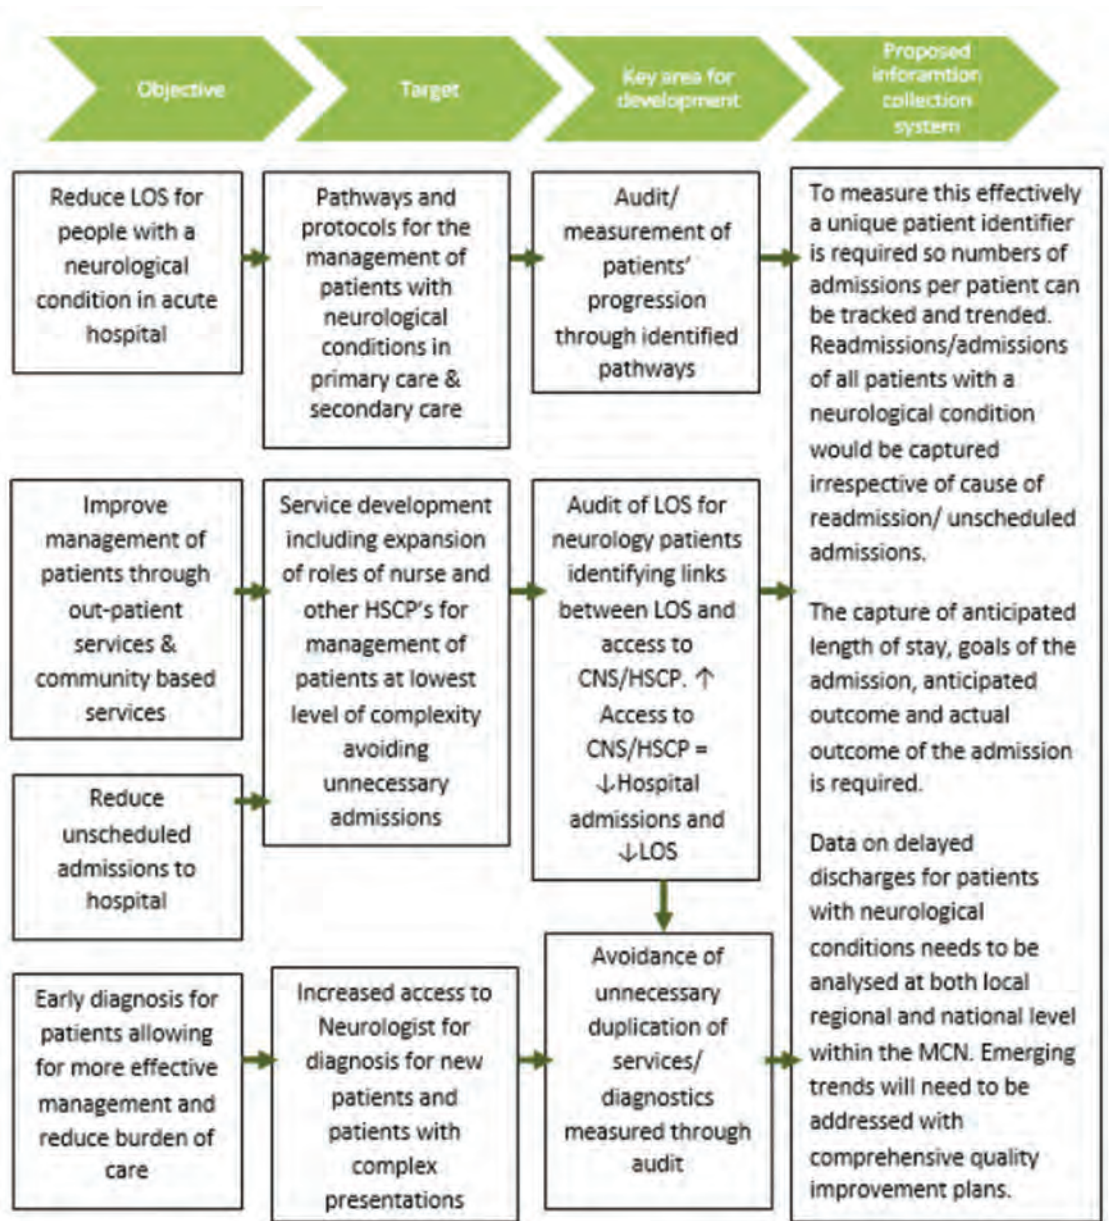 Objective
Target
Key area for
development
Proposed
inforamtion
collection
system
Reduce LOS for
people with a
neurological
condition in acute
hospital
Pathways and
protocols for the
management of
patients with
neurological
conditions in
primary care &
secondary care
Audit/
measurement of
patients'
progression
through identified
pathways
To measure this effectively
a unique patient identifier
is required so numbers of
admissions per patient can
be tracked and trended.
Readmissions/admissions
of all patients with a
neurological condition
would be captured
irrespective of cause of
readmission/ unscheduled
admissions.
The capture of anticipated
length of stay, goals of the
admission, anticipated
outcome and actual
outcome of the admission
is required.
Data on delayed
discharges for patients
with neurological
conditions needs to be
analysed at both local
regional and national level
within the MCN. Emerging
trends will need to be
addressed with
comprehensive quality
improvement plans.
Improve
management of
patients through
out-patient
services &
community based
services
Service development
including expansion
of roles of nurse and
other HSCP's for
management of
patients at lowest
level of complexity
avoiding
unnecessary
admissions
Audit of LOS for
neurology patients
identifying links
between LOS and
access to
CNS/HSCP. ↑
Access to
CNS/HSCP =
↓Hospital
admissions and
↓LOS
Reduce
unscheduled
admissions to
hospital
Early diagnosis for
patients allowing
for more effective
management and
reduce burden of
care
Increased access to
Neurologist for
diagnosis for new
patients and
patients with
complex
presentations
Avoidance of
unnecessary
duplication of
services/
diagnostics
measured through
audit